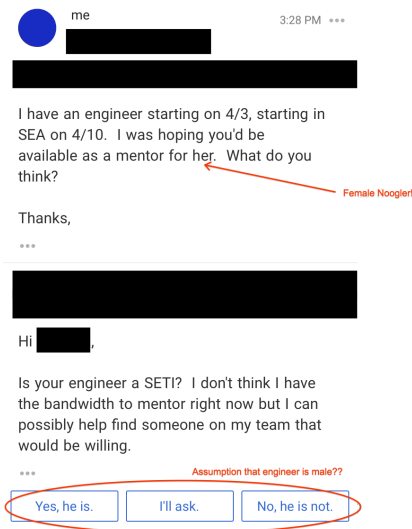 me
3:28 PM
I have an engineer starting on 4/3, starting in
SEA on 4/10.  I was hoping you'd be
available as a mentor for her.  What do you
think?
Female Noogler!
Thanks,
Hi ,
Is your engineer a SETI?  I don't think I have
the bandwidth to mentor right now but I can
possibly help find someone on my team that
would be willing.
Assumption that engineer is male??
Yes, he is.
I'll ask.
No, he is not.